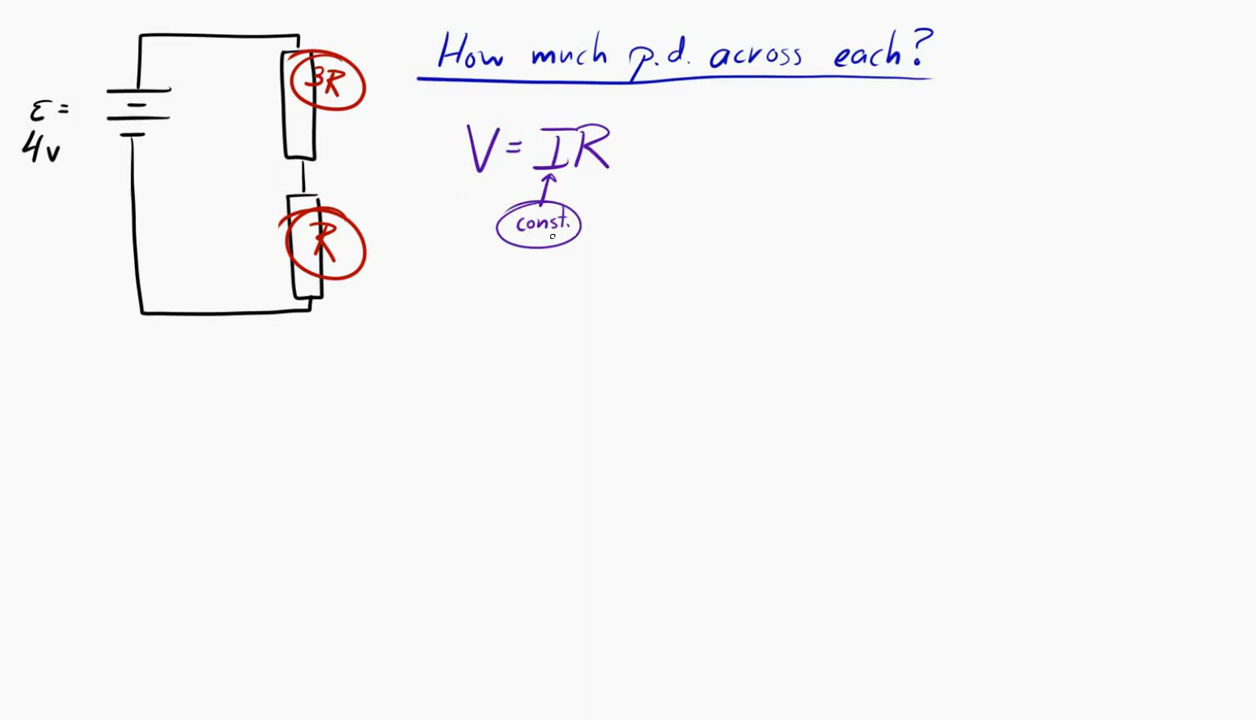 How much p.d. across each?
3R
ε =
4v
V = IR
const.
R